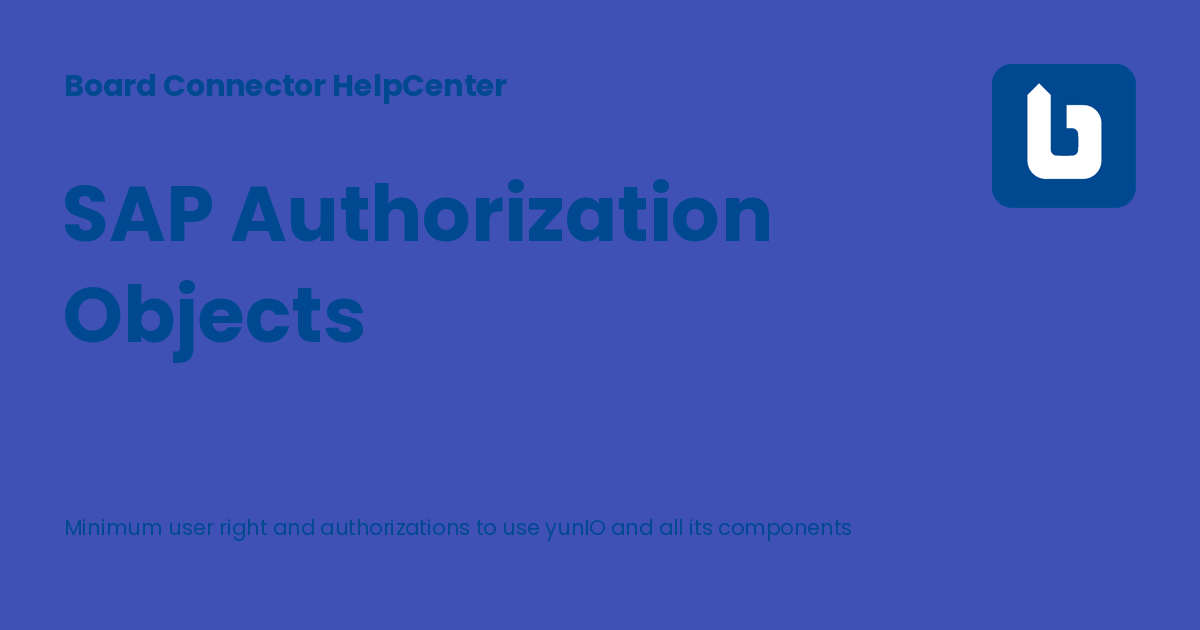 Board Connector HelpCenter
SAP Authorization
Objects
Minimum user right and authorizations to use yunIO and all its components